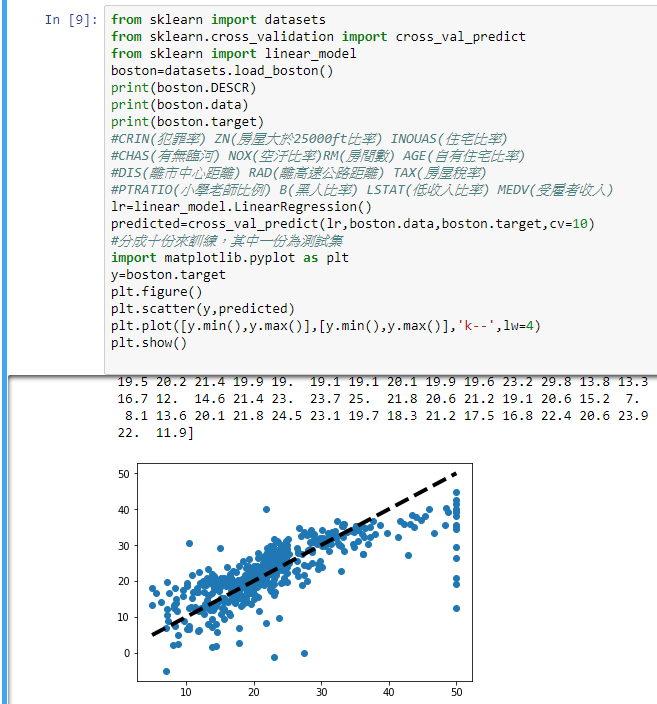 In [9]:
from sklearn import datasets
from sklearn.cross_validation import cross_val_predict
from sklearn import linear_model
boston=datasets.load_boston()
print(boston.DESCR)
print(boston.data)
print(boston.target)
#CRIN(犯罪率) ZN(房屋大於25000ft比率) INOUAS(住宅比率)
#CHAS(有無臨河) NOX(空汙比率)RM(房間數) AGE(自有住宅比率)
#DIS(離市中心距離) RAD(離高速公路距離) TAX(房屋稅率)
#PTRATIO(小學老師比例) B(黑人比率) LSTAT(低收入比率) MEDV(受雇者收入)
lr=linear_model.LinearRegression()
predicted=cross_val_predict(lr,boston.data,boston.target,cv=10)
#分成十份來訓練，其中一份為測試集
import matplotlib.pyplot as plt
y=boston.target
plt.figure()
plt.scatter(y,predicted)
plt.plot([y.min(),y.max()],[y.min(),y.max()],'k--',lw=4)
plt.show()
19.5 20.2 21.4 19.9 19. 19.1 19.1 20.1 19.9 19.6 23.2 29.8 13.8 13.3
16.7 12. 14.6 21.4 23. 23.7 25. 21.8 20.6 21.2 19.1 20.6 15.2 7.
8.1 13.6 20.1 21.8 24.5 23.1 19.7 18.3 21.2 17.5 16.8 22.4 20.6 23.9
22. 11.9]
50
40
30
20
10
0
10 20 30 40 50